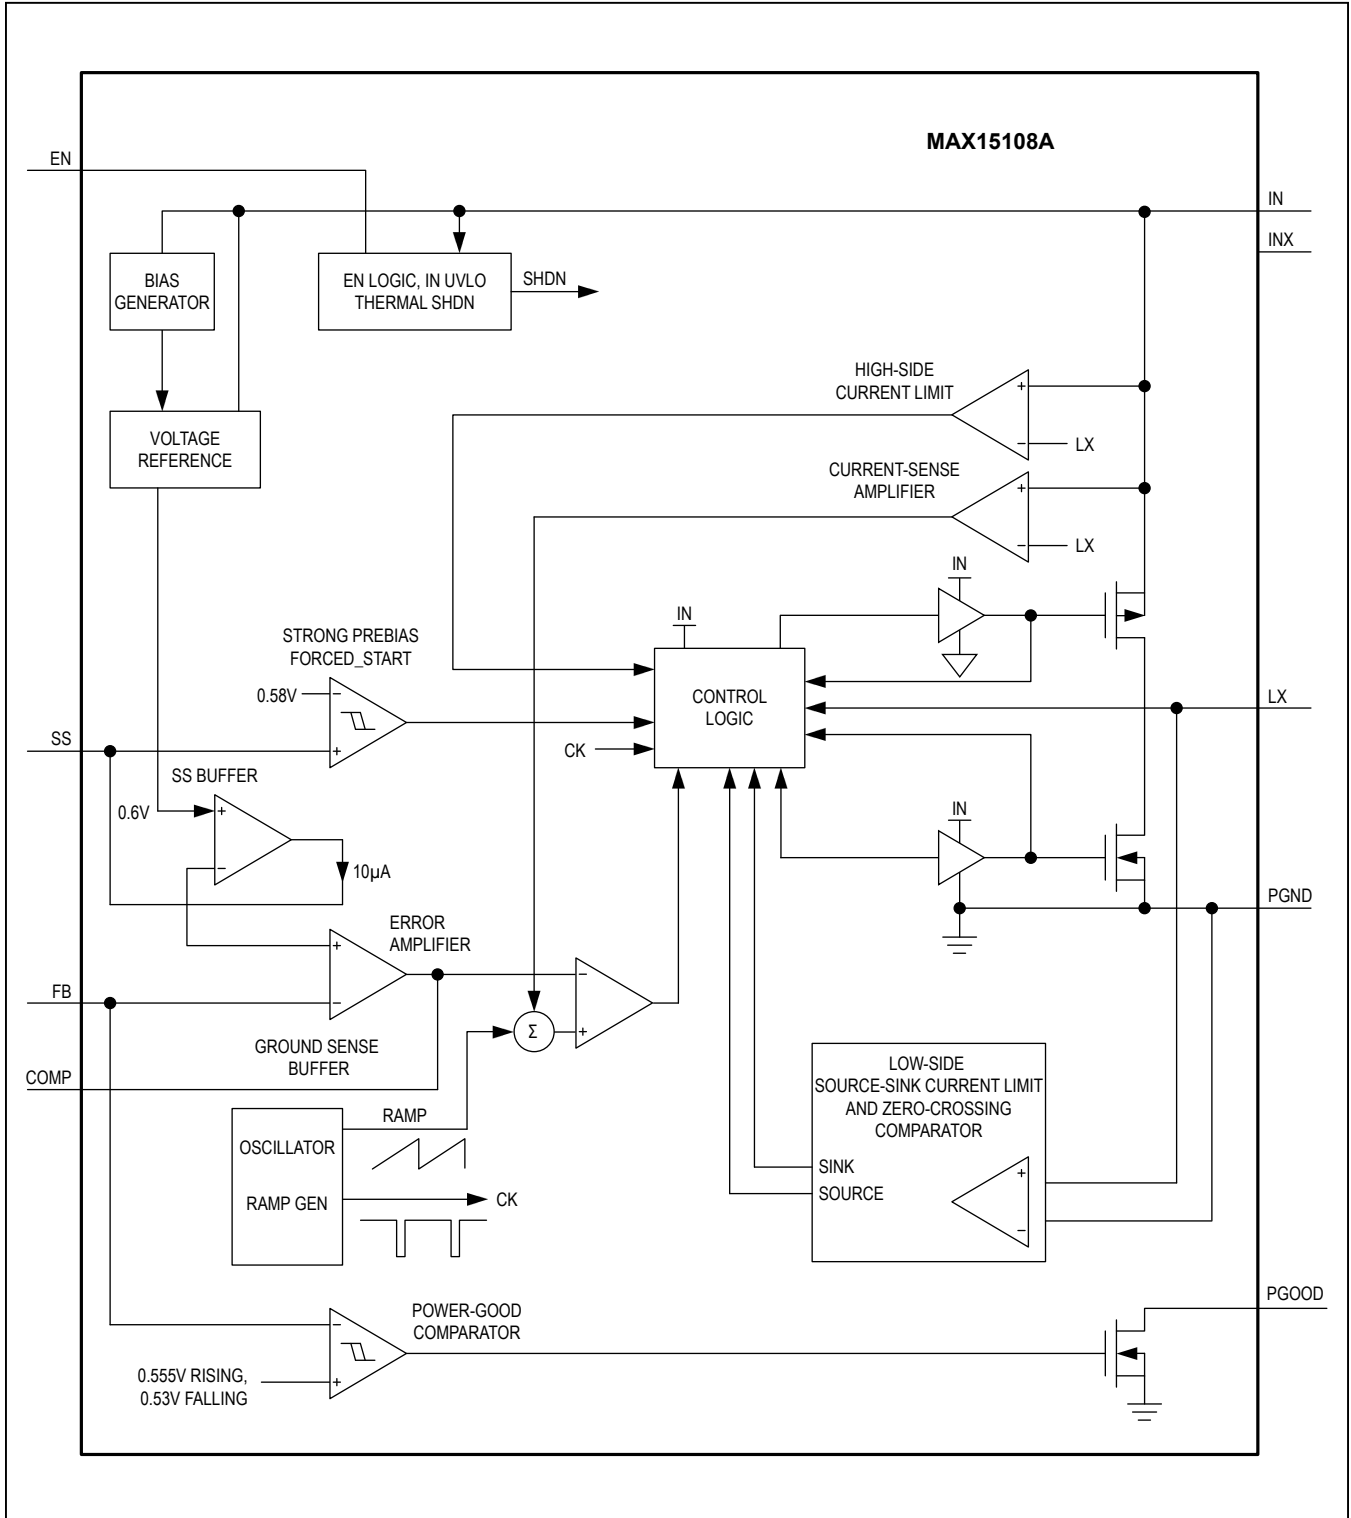 MAX15108A
EN
IN
INX
BIAS
GENERATOR
EN LOGIC, IN UVLO
THERMAL SHDN
SHDN
HIGH-SIDE
CURRENT LIMIT
+
−
LX
VOLTAGE
REFERENCE
CURRENT-SENSE
AMPLIFIER
+
−
LX
IN
STRONG PREBIAS
FORCED_START
IN
0.58V
−
+
CONTROL
LOGIC
LX
SS
CK
SS BUFFER
0.6V
+
−
10µA
IN
PGND
ERROR
AMPLIFIER
+
−
FB
−
+
Σ
GROUND SENSE
BUFFER
COMP
LOW-SIDE
SOURCE-SINK CURRENT LIMIT
AND ZERO-CROSSING
COMPARATOR
SINK
SOURCE
+
−
RAMP
OSCILLATOR
RAMP GEN
CK
PGOOD
POWER-GOOD
COMPARATOR
−
+
0.555V RISING,
0.53V FALLING